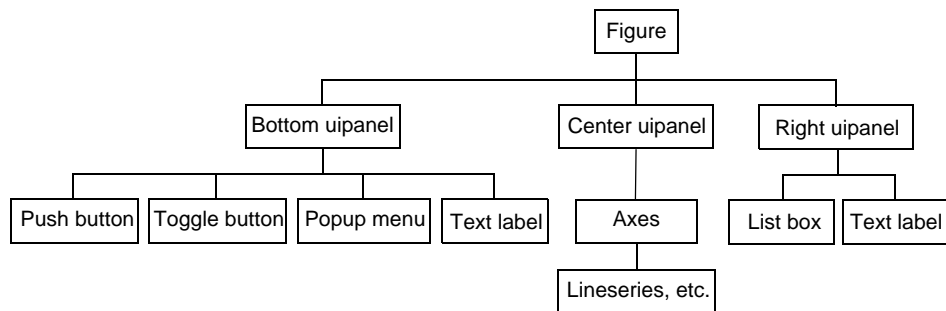 Figure
Bottom uipanel
Center uipanel
Right uipanel
Push button
Toggle button
Popup menu
Text label
Axes
List box
Text label
Lineseries, etc.